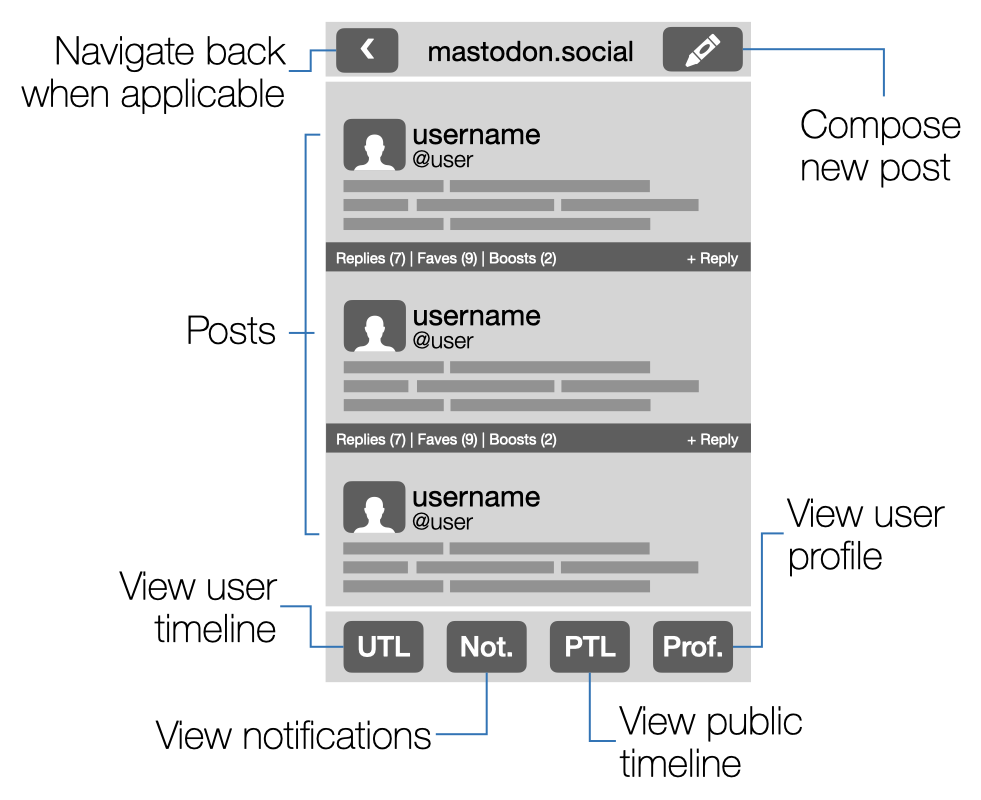 Navigate back
when applicable
mastodon.social
Compose
new post
username
@user
Replies (7) | Faves (9) | Boosts (2)
+ Reply
Posts
username
@user
Replies (7) | Faves (9) | Boosts (2)
+ Reply
username
@user
View user
profile
View user
timeline
UTL
Not.
PTL
Prof.
View notifications
View public
timeline